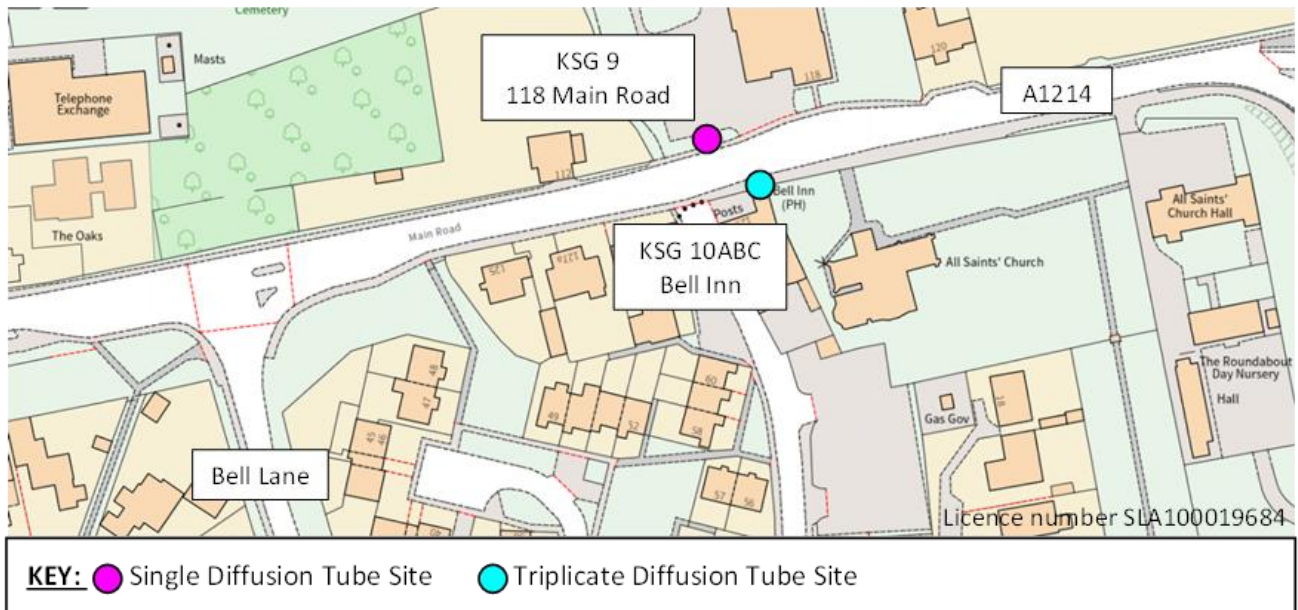 Cemetery
Masts
Telephone
Exchange
KSG 9
118 Main Road
118
120
A1214
112
The Oaks
Main Road
Posts
Bell Inn
(PH)
All Saints'
Church Hall
125
127a
KSG 10ABC
Bell Inn
All Saints' Church
48
47
60
The Roundabout
Day Nursery
Hall
49
52
58
18
Gas Gov
45
46
Bell Lane
57
56
Licence number SLA100019684
KEY: Single Diffusion Tube Site Triplicate Diffusion Tube Site